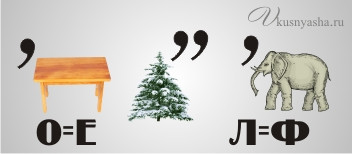 Vkusnyasha.ru
,
,,
,
О=Е
Л=Ф